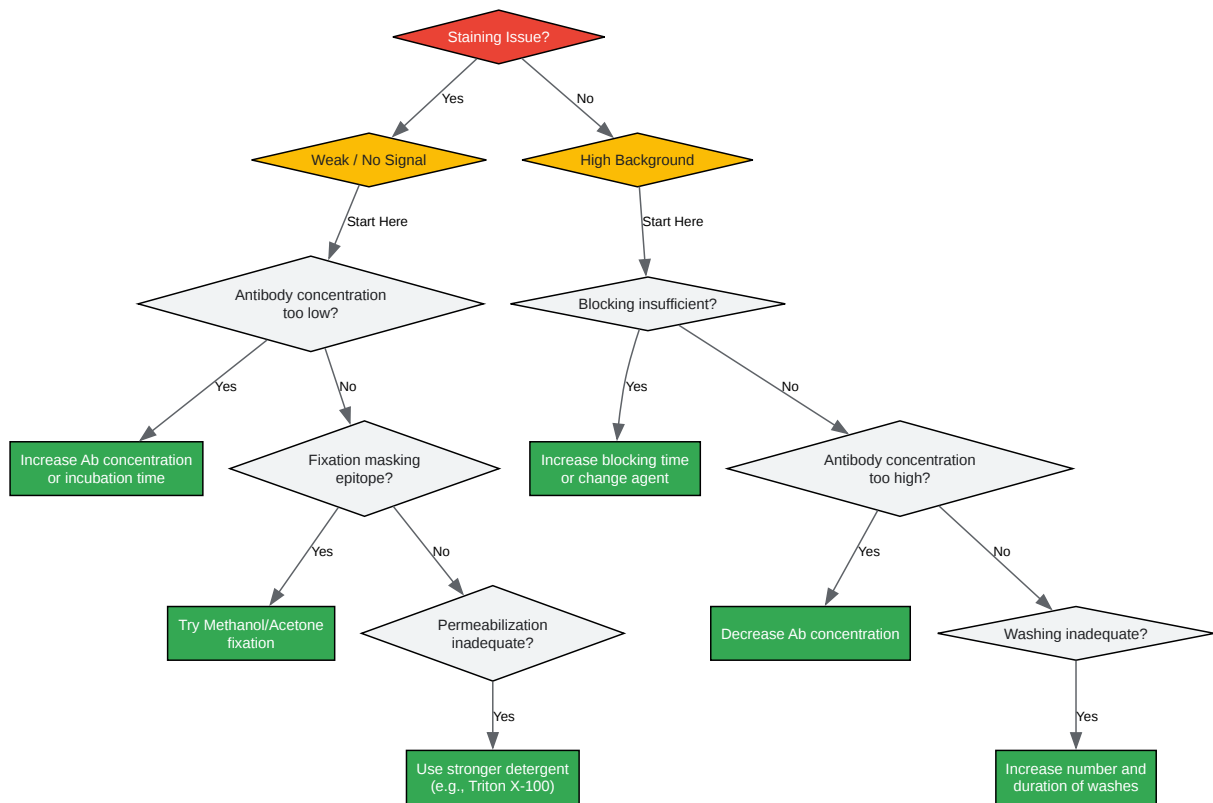 Staining Issue?
Yes
No
Weak / No Signal
High Background
Start Here
Start Here
Antibody concentration
too low?
Blocking insufficient?
Yes
No
Yes
No
Increase Ab concentration
or incubation time
Fixation masking
epitope?
Increase blocking time
or change agent
Antibody concentration
too high?
Yes
No
Yes
No
Try Methanol/Acetone
fixation
Permeabilization
inadequate?
Decrease Ab concentration
Washing inadequate?
Yes
Yes
Use stronger detergent
(e.g., Triton X-100)
Increase number and
duration of washes